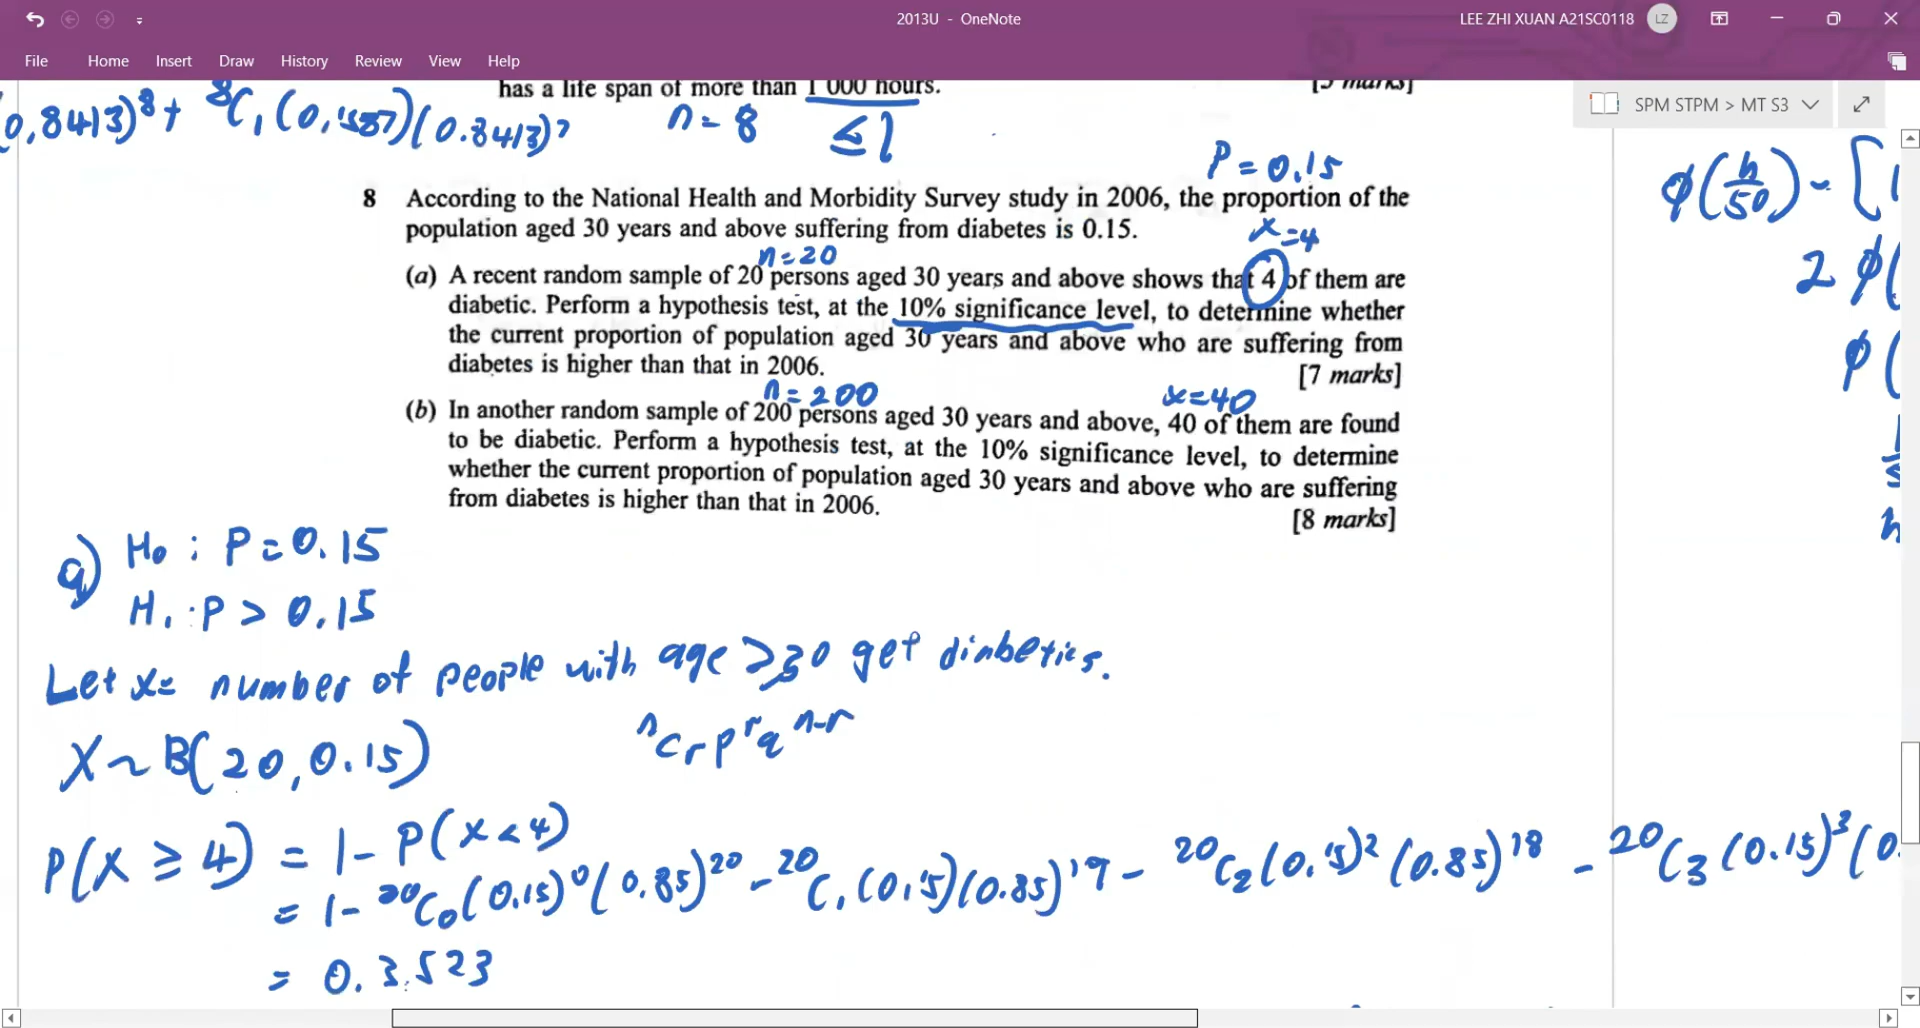 2013U - OneNote
LEE ZHI XUAN A21SC0118
LZ
File Home Insert Draw History Review View Help
SPM STPM > MT S3
has a life span of more than 1 000 hours.
[5 marks]
0.8413)⁸ + ⁸C₁(0.1587)(0.8413)⁷
n = 8
≤ 1
P = 0.15
8 According to the National Health and Morbidity Survey study in 2006, the proportion of the
population aged 30 years and above suffering from diabetes is 0.15.
n = 20
x = 4
(a) A recent random sample of 20 persons aged 30 years and above shows that 4 of them are
diabetic. Perform a hypothesis test, at the 10% significance level, to determine whether
the current proportion of population aged 30 years and above who are suffering from
diabetes is higher than that in 2006.
[7 marks]
n = 200
x = 40
(b) In another random sample of 200 persons aged 30 years and above, 40 of them are found
to be diabetic. Perform a hypothesis test, at the 10% significance level, to determine
whether the current proportion of population aged 30 years and above who are suffering
from diabetes is higher than that in 2006.
[8 marks]
a) H₀ : P = 0.15
H₁ : P > 0.15
Let x = number of people with age ≥30 get diabetics.
ⁿCᵣ pʳ qⁿ⁻ʳ
X ~ B(20, 0.15)
P(X ≥ 4) = 1 - P(X < 4)
= 1 - ²⁰C₀(0.15)⁰(0.85)²⁰ - ²⁰C₁(0.15)(0.85)¹⁹ - ²⁰C₂(0.15)²(0.85)¹⁸ - ²⁰C₃(0.15)³(0.
= 0.3523
φ(h/50) - [1
2φ(
φ(
h